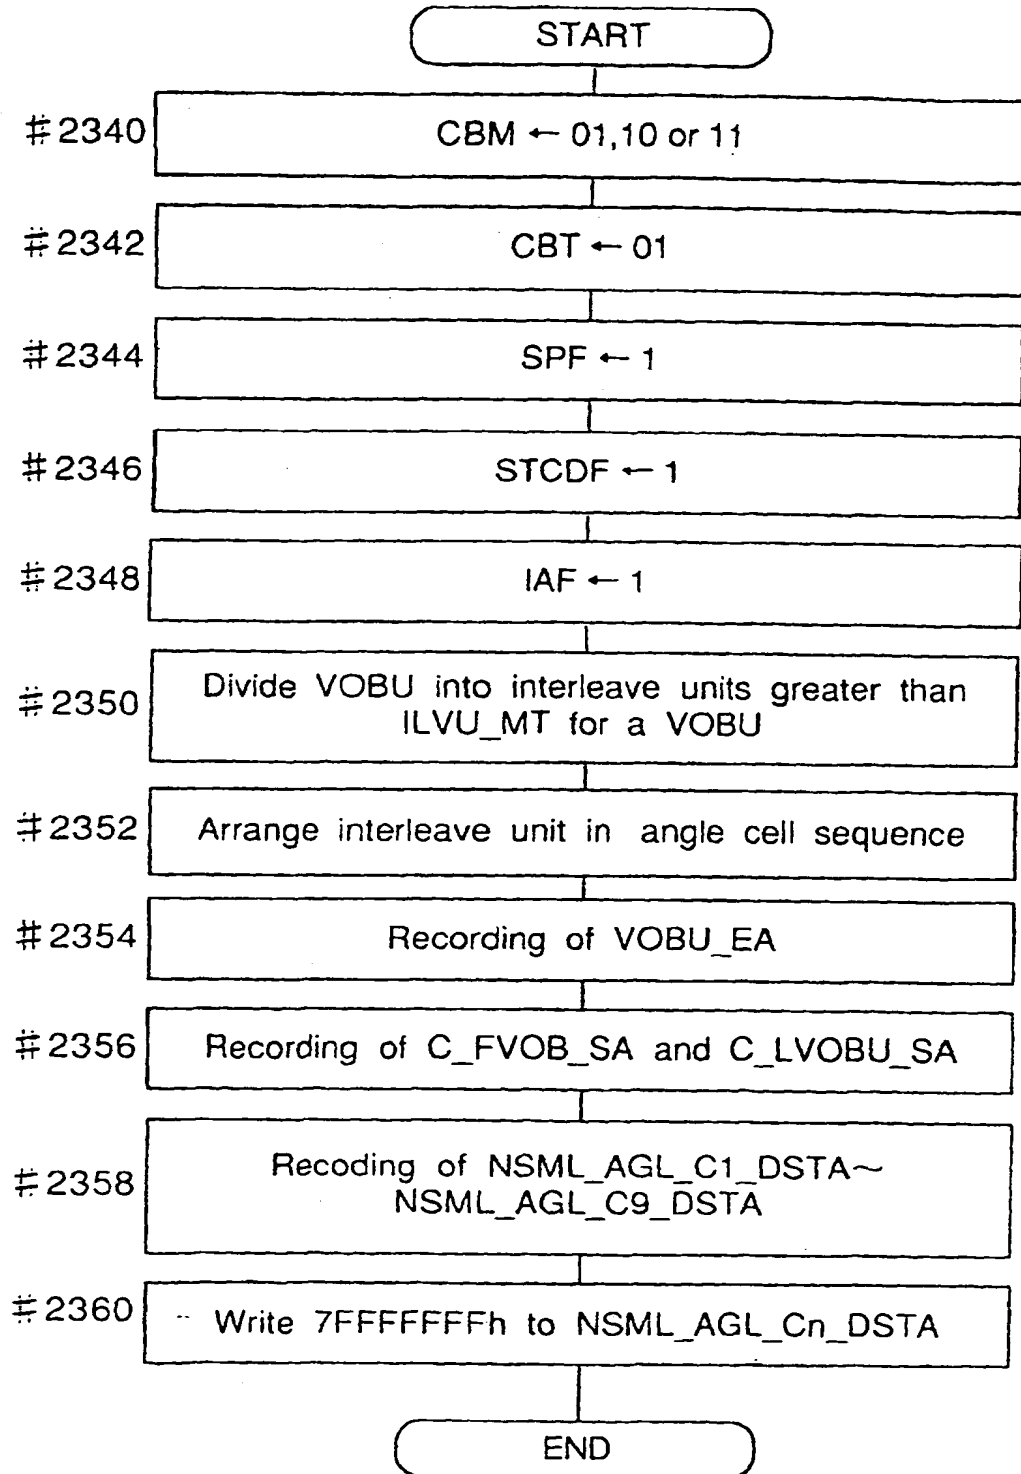 START
#2340 CBM ← 01,10 or 11
#2342 CBT ← 01
#2344 SPF ← 1
#2346 STCDF ← 1
#2348 IAF ← 1
#2350 Divide VOBU into interleave units greater than
ILVU_MT for a VOBU
#2352 Arrange interleave unit in angle cell sequence
#2354 Recording of VOBU_EA
#2356 Recording of C_FVOB_SA and C_LVOBU_SA
#2358 Recoding of NSML_AGL_C1_DSTA~
NSML_AGL_C9_DSTA
#2360 Write 7FFFFFFFh to NSML_AGL_Cn_DSTA
END